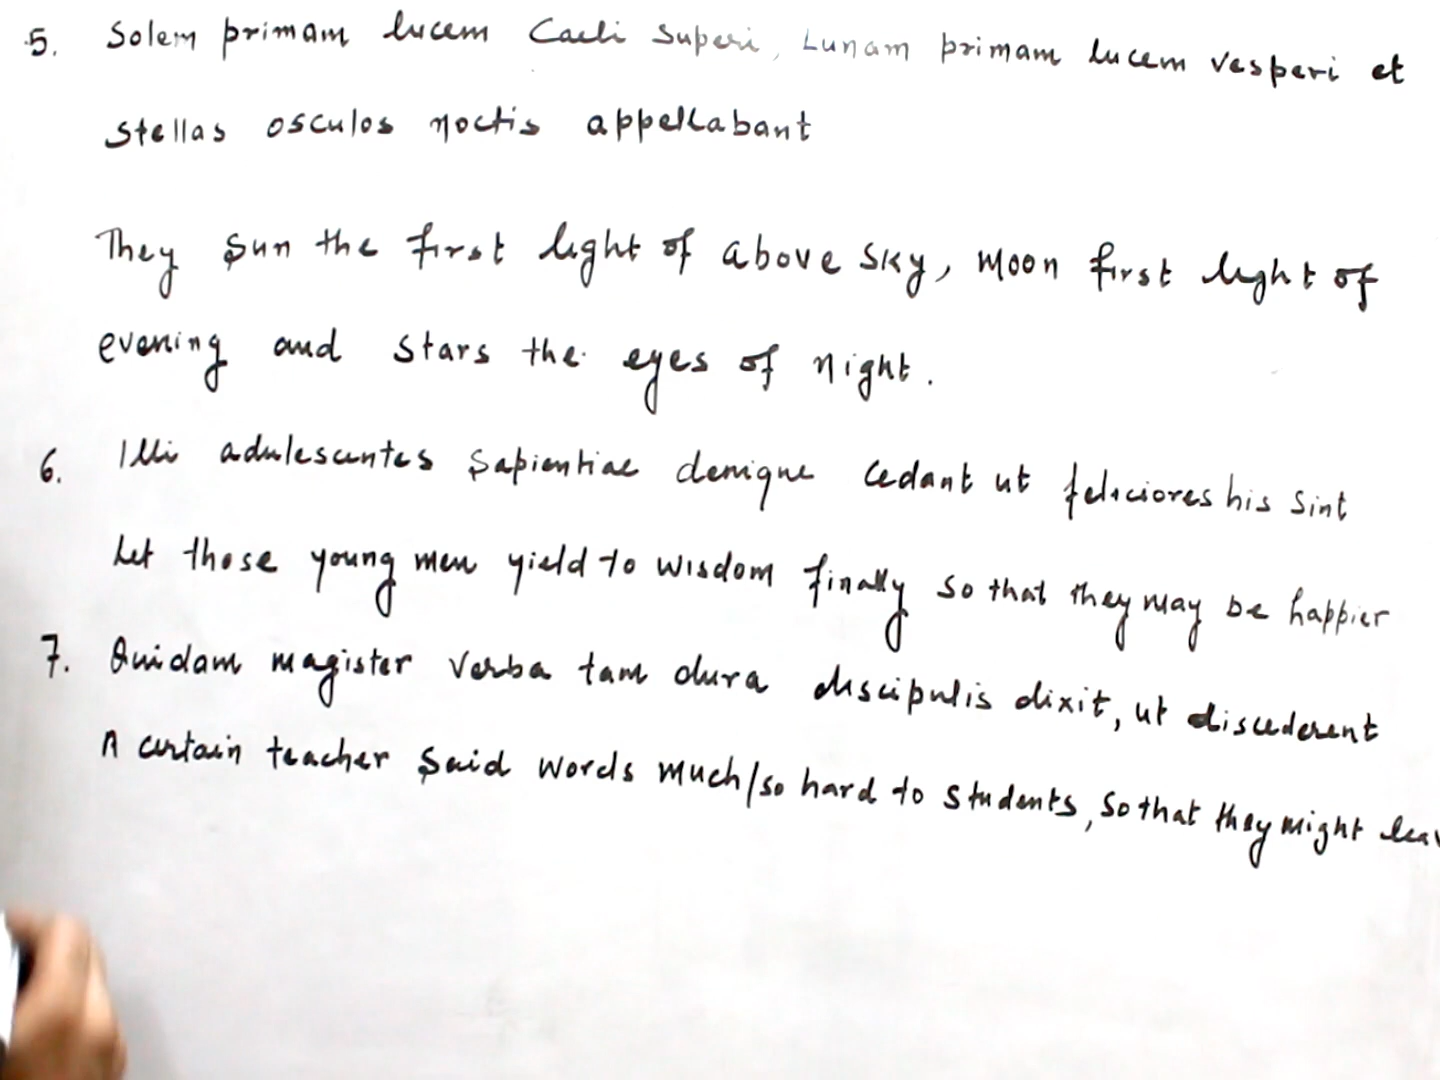 5. Solem primam lucem Caeli Superi, Lunam primam lucem vesperi et
Stellas osculos noctis appellabant
They Sun the first light of above sky, Moon first light of
evening and stars the eyes of night.
6. Illi adulescentes Sapientiae denique Cedant ut feliciores his sint
Let those young men yield to wisdom finally so that they may be happier
7. Quidam magister verba tam dura discipulis dixit, ut discederent
A certain teacher Said words much/so hard to students, so that they might leav